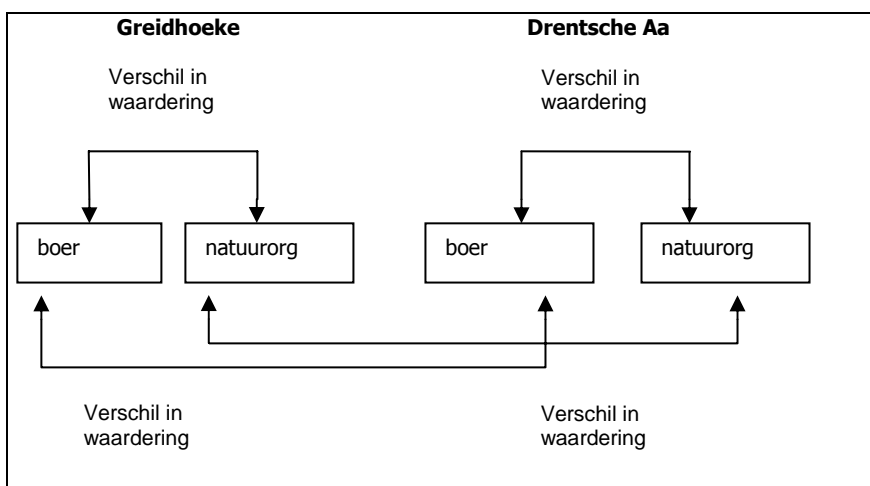 Greidhoeke Drentsche Aa
Verschil in Verschil in
waardering waardering
boer natuurorg boer natuurorg
Verschil in Verschil in
waardering waardering